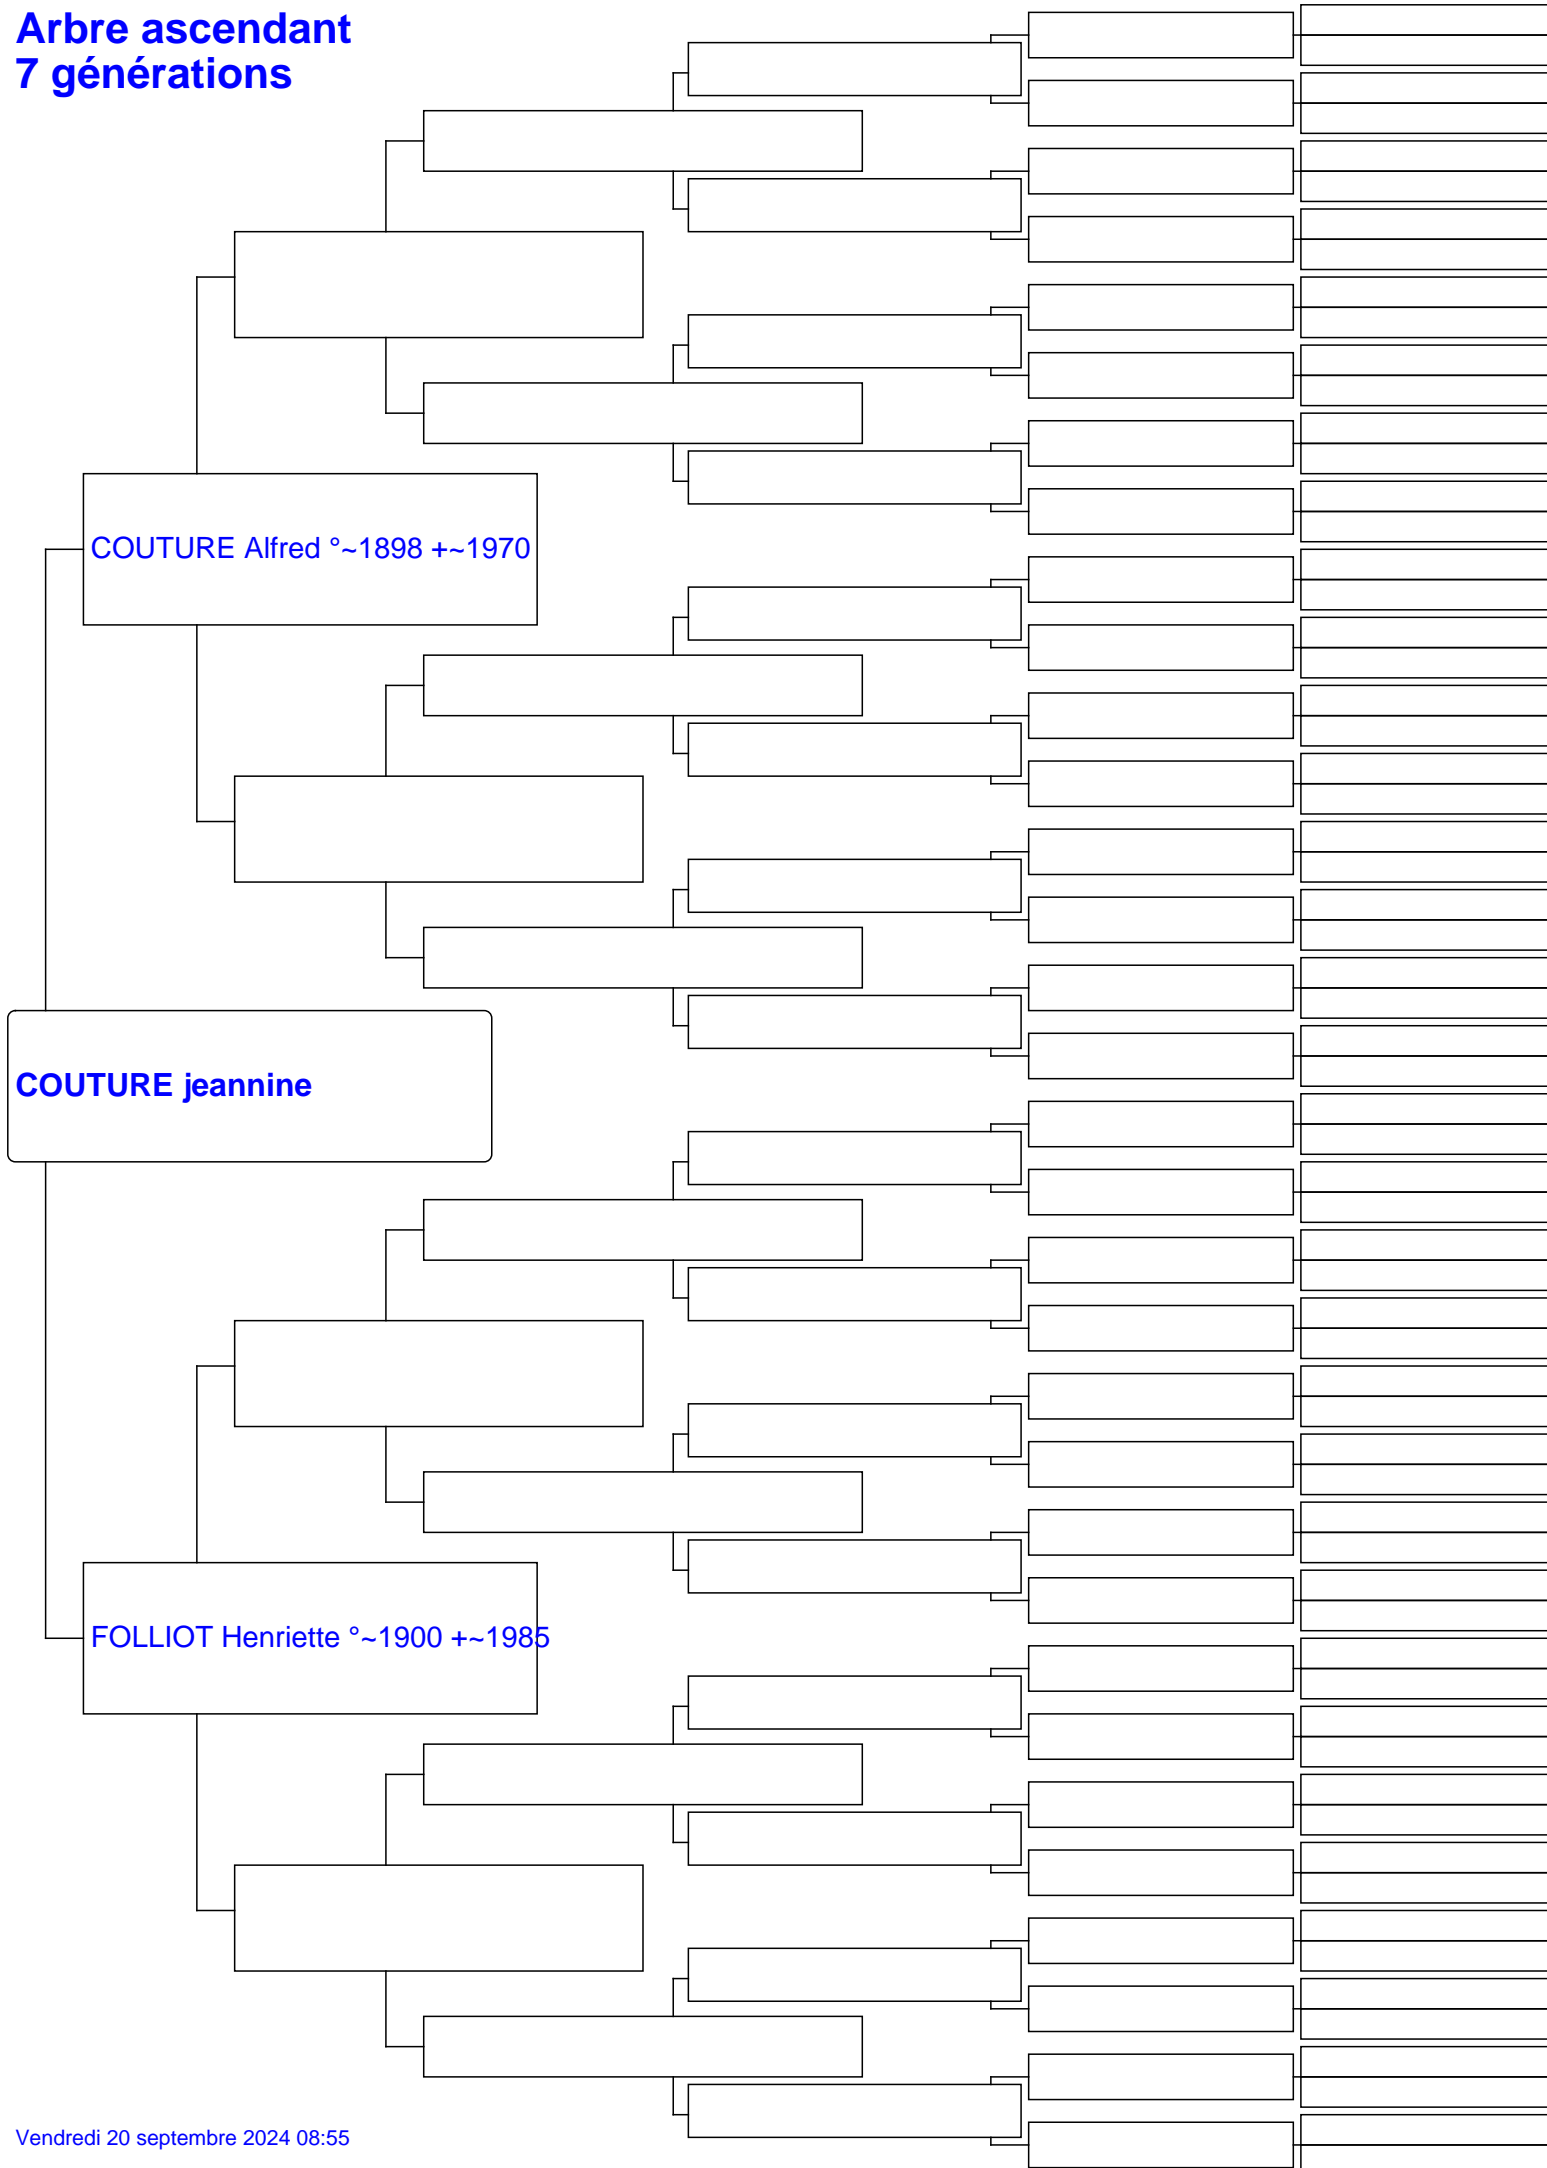 Arbre ascendant
7 générations
COUTURE Alfred °~1898 +~1970
COUTURE jeannine
FOLLIOT Henriette °~1900 +~1985
Vendredi 20 septembre 2024 08:55